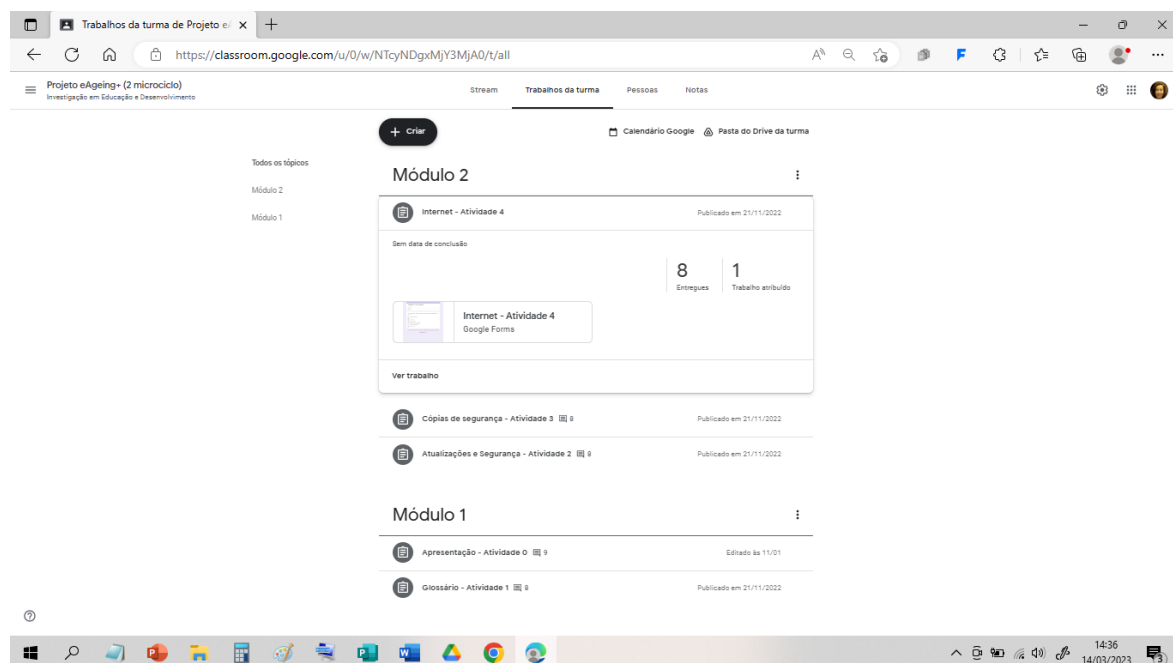 Trabalhos da turma de Projeto e
https://classroom.google.com/u/0/w/NTcyNDgxMjY3MjA0/t/all
Projeto eAgeing+ (2 microciclo)
Investigação em Educação e Desenvolvimento
Stream Trabalhos da turma Pessoas Notas
+ Criar
Calendário Google Pasta do Drive da turma
Todos os tópicos
Módulo 2
Módulo 1
Módulo 2
Internet - Atividade 4 Publicado em 21/11/2022
Sem data de conclusão
8 1
Entregues Trabalho atribuído
Internet - Atividade 4
Google Forms
Ver trabalho
Cópias de segurança - Atividade 3 8 Publicado em 21/11/2022
Atualizações e Segurança - Atividade 2 8 Publicado em 21/11/2022
Módulo 1
Apresentação - Atividade 0 9 Editado às 11/01
Glossário - Atividade 1 8 Publicado em 21/11/2022
14:36
14/03/2023